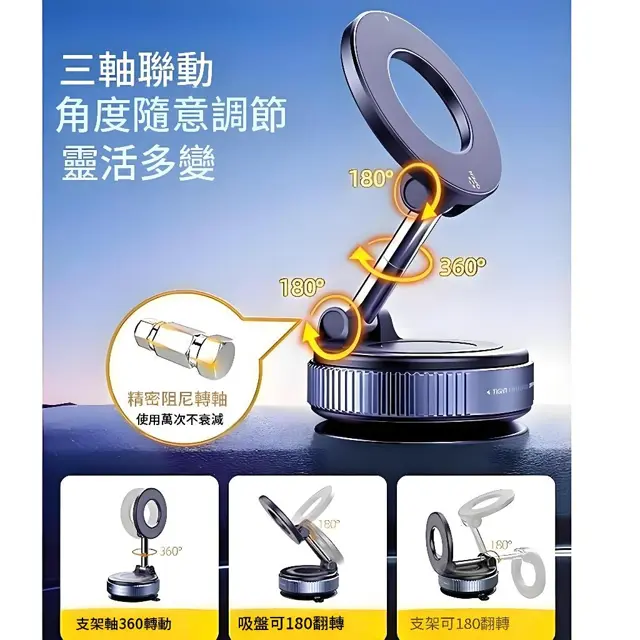 三軸聯動
角度隨意調節
靈活多變
180°
360°
180°
精密阻尼轉軸
使用萬次不衰減
TIGHT
360°
支架軸360轉動
180°
吸盤可180翻轉
180°
支架可180翻轉